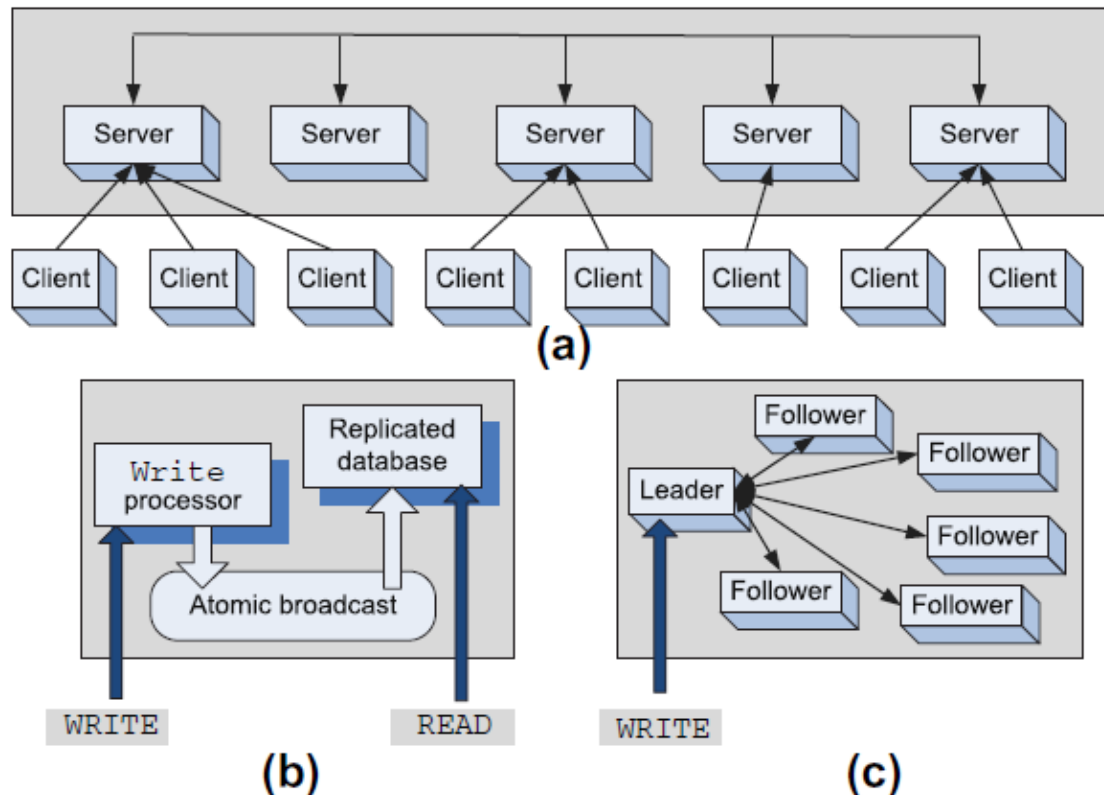 Server Server Server Server Server
Client Client Client Client Client Client Client Client
(a)
Write
processor
Replicated
database
Atomic broadcast
WRITE
READ
(b)
Leader
Follower
Follower
Follower
Follower
Follower
WRITE
(c)